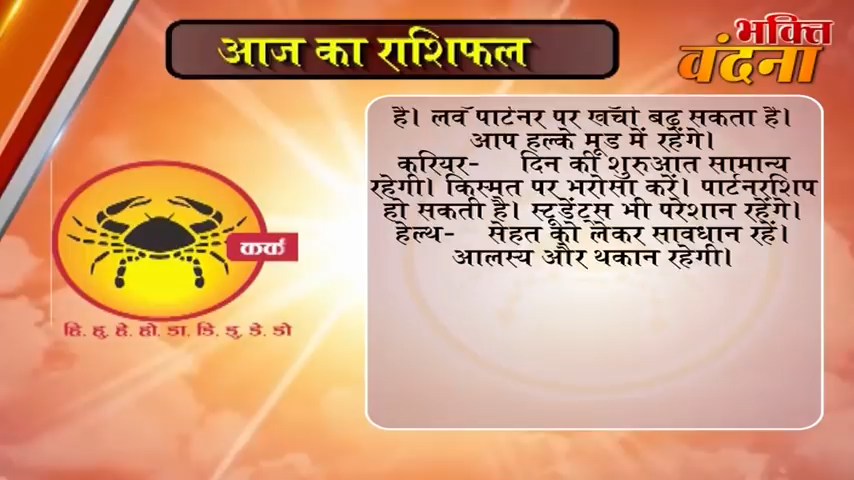 आज का राशिफल
भक्ति
वंदना
है। लवॅ पार्टनर पर खर्चा बढ़ सकता है।
आप हल्के मूड में रहेंगे।
करियर- दिन की शुरुआत सामान्य
रहेगी। किस्मत पर भरोसा करें। पार्टनरशिप
हो सकती है। स्टूडेंट्स भी परेशान रहेंगे।
हेल्थ- सेहत को लेकर सावधान रहें।
आलस्य और थकान रहेगी।
कर्क
हि. हु. हे. हो. डा. डि. डु. डे. डो